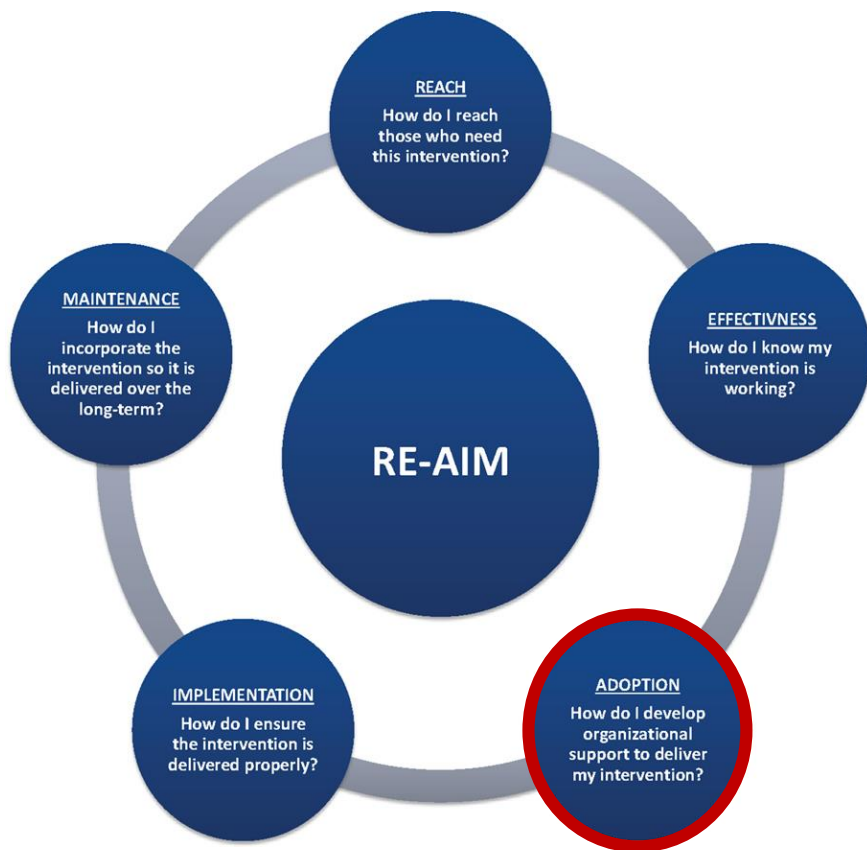 REACH
How do I reach
those who need
this intervention?
EFFECTIVNESS
How do I know my
intervention is
working?
ADOPTION
How do I develop
organizational
support to deliver
my intervention?
IMPLEMENTATION
How do I ensure
the intervention is
delivered properly?
MAINTENANCE
How do I
incorporate the
intervention so it is
delivered over the
long-term?
RE-AIM